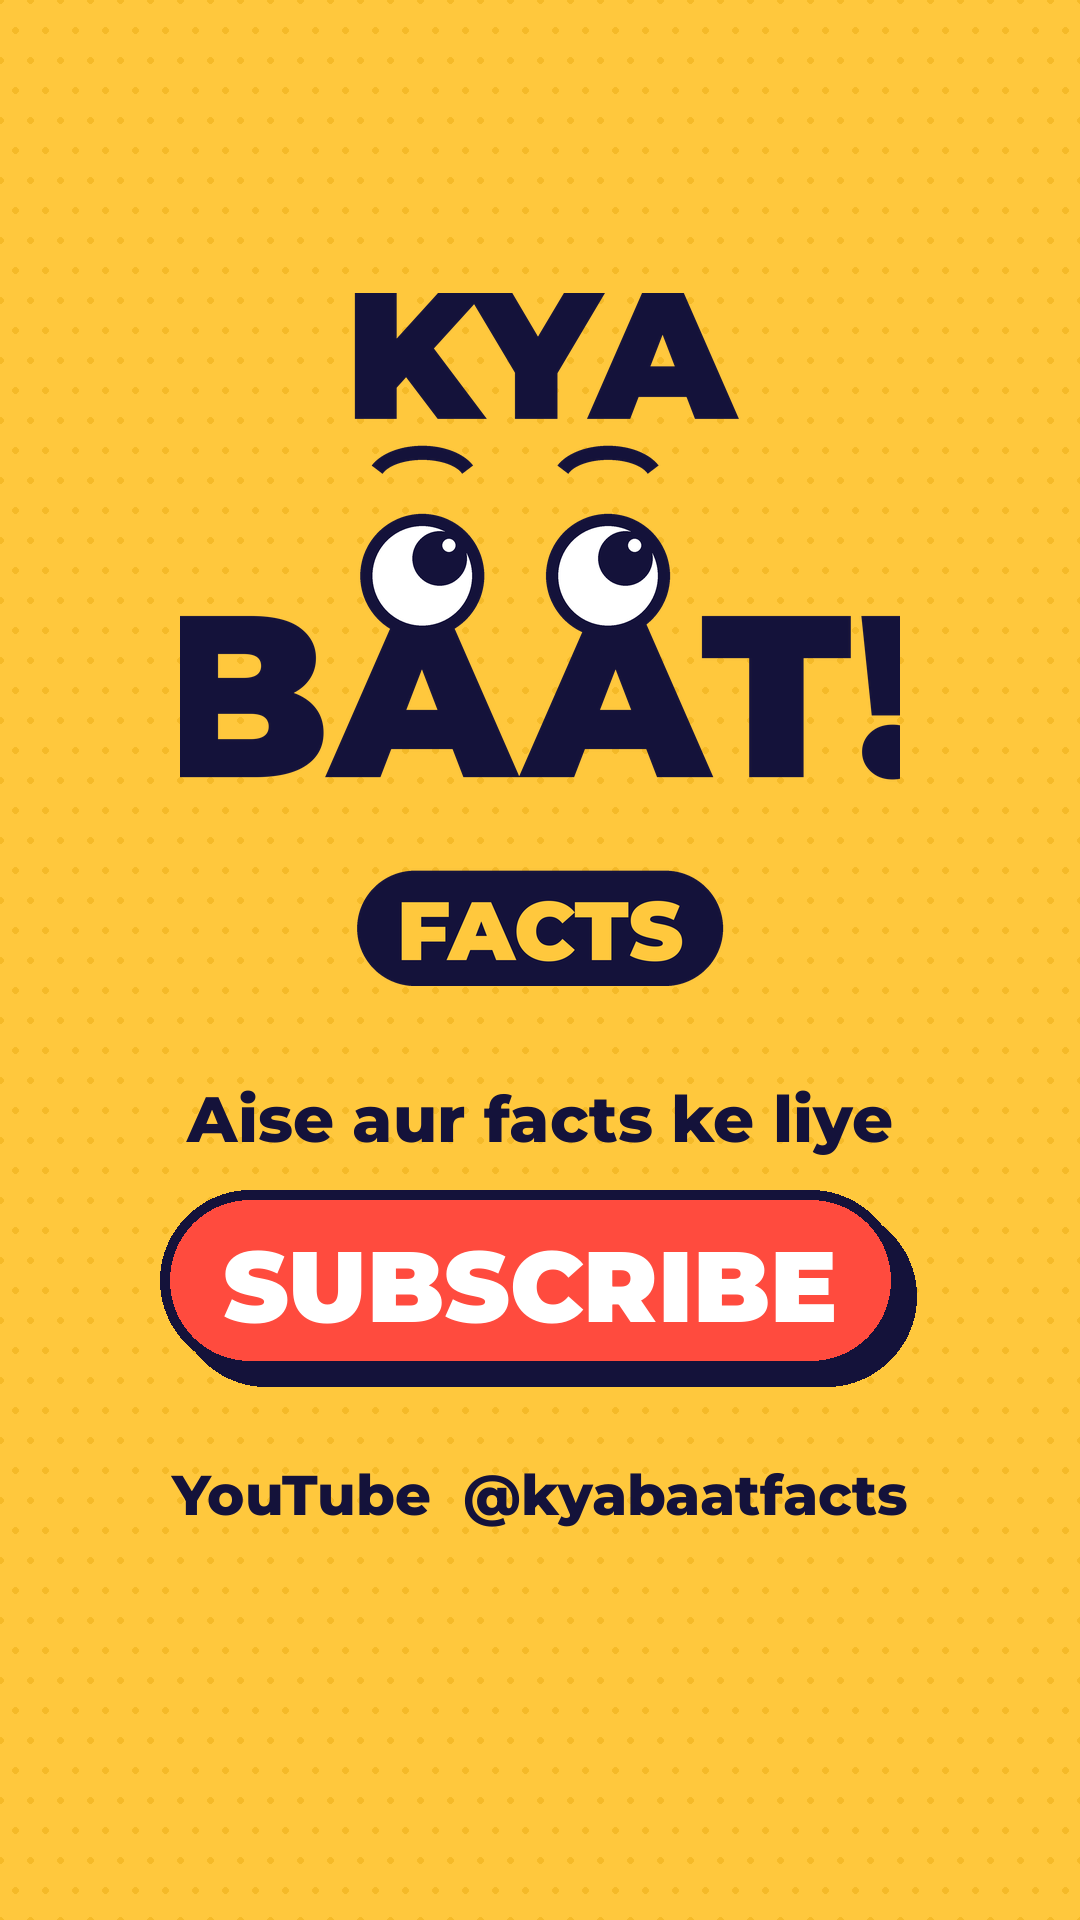 KYA
BAAT!
FACTS
Aise aur facts ke liye
SUBSCRIBE
YouTube @kyabaatfacts